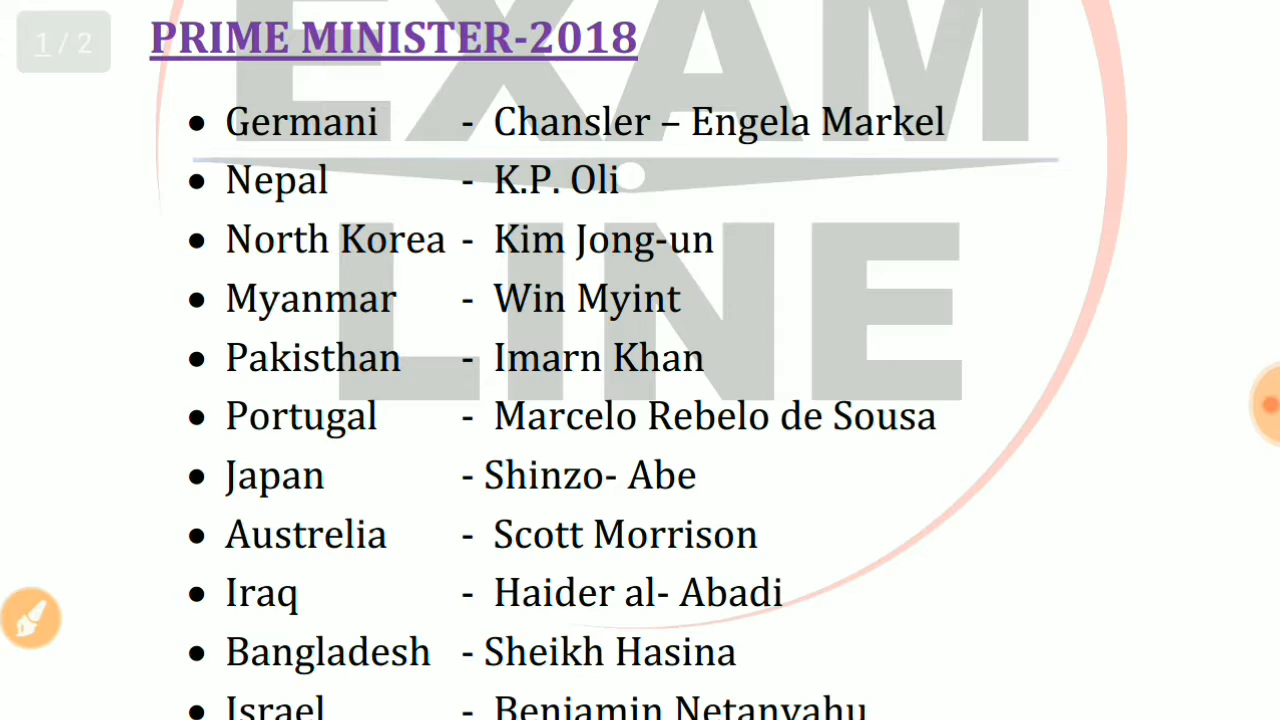 1 / 2
PRIME MINISTER-2018
EXAM
LINE
• Germani - Chansler – Engela Markel
• Nepal - K.P. Oli
• North Korea - Kim Jong-un
• Myanmar - Win Myint
• Pakisthan - Imarn Khan
• Portugal - Marcelo Rebelo de Sousa
• Japan - Shinzo- Abe
• Austrelia - Scott Morrison
• Iraq - Haider al- Abadi
• Bangladesh - Sheikh Hasina
• Israel - Benjamin Netanyahu